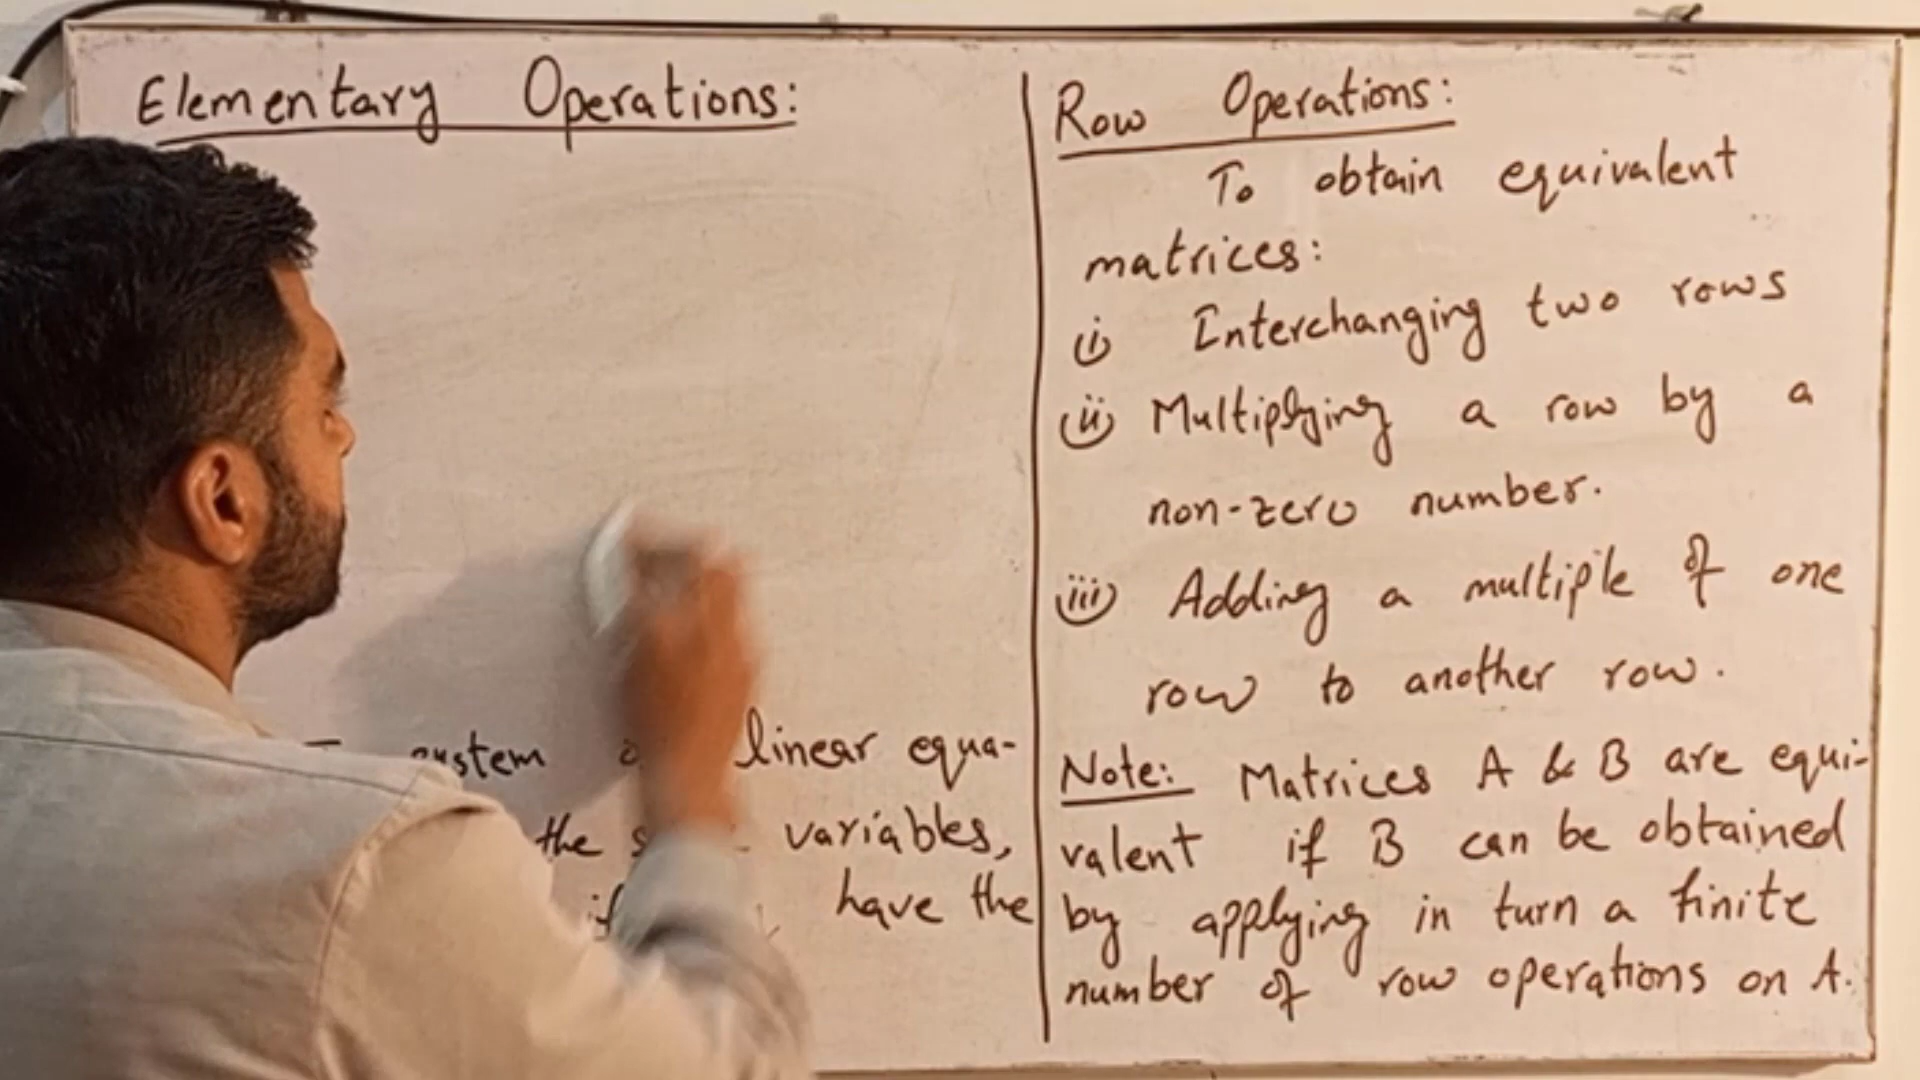 Elementary Operations:
system linear equa-
the variables,
if have the
Row Operations:
To obtain equivalent
matrices:
(i) Interchanging two rows
(ii) Multiplying a row by a
non-zero number.
(iii) Adding a multiple of one
row to another row.
Note: Matrices A & B are equi-
valent if B can be obtained
by applying in turn a finite
number of row operations on A.